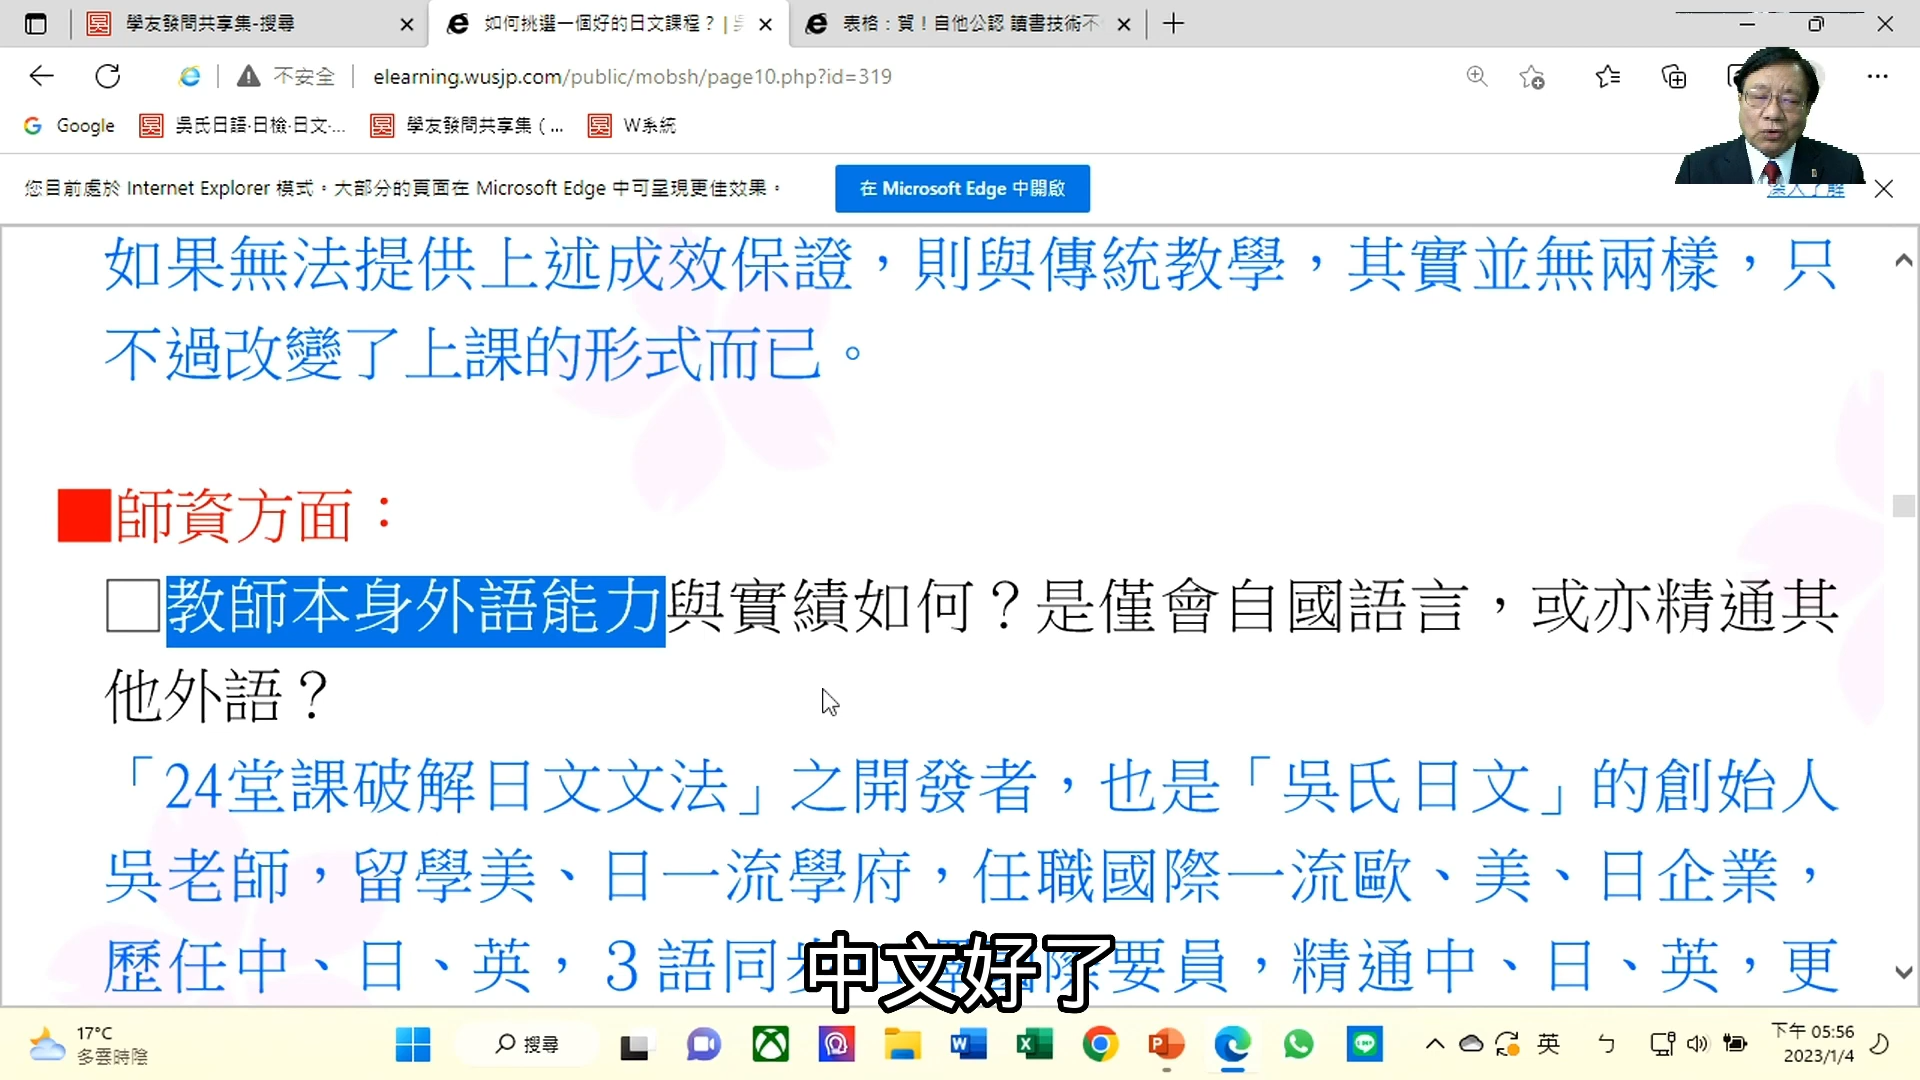 學友發問共享集-搜尋
如何挑選一個好的日文課程？ |
表格：賀！自他公認 讀書技術不
不安全
elearning.wusjp.com/public/mobsh/page10.php?id=319
Google
吳氏日語·日檢·日文·...
學友發問共享集 ( ...
W系統
您目前處於 Internet Explorer 模式。大部分的頁面在 Microsoft Edge 中可呈現更佳效果。
在 Microsoft Edge 中開啟
深入了解
如果無法提供上述成效保證，則與傳統教學，其實並無兩樣，只
不過改變了上課的形式而已。
■師資方面：
□教師本身外語能力與實績如何？是僅會自國語言，或亦精通其
他外語？
「24堂課破解日文文法」之開發者，也是「吳氏日文」的創始人
吳老師，留學美、日一流學府，任職國際一流歐、美、日企業，
歷任中、日、英，３語同步口譯國際要員，精通中、日、英，更
中文好了
17°C
多雲時陰
搜尋
英
ㄅ
下午 05:56
2023/1/4